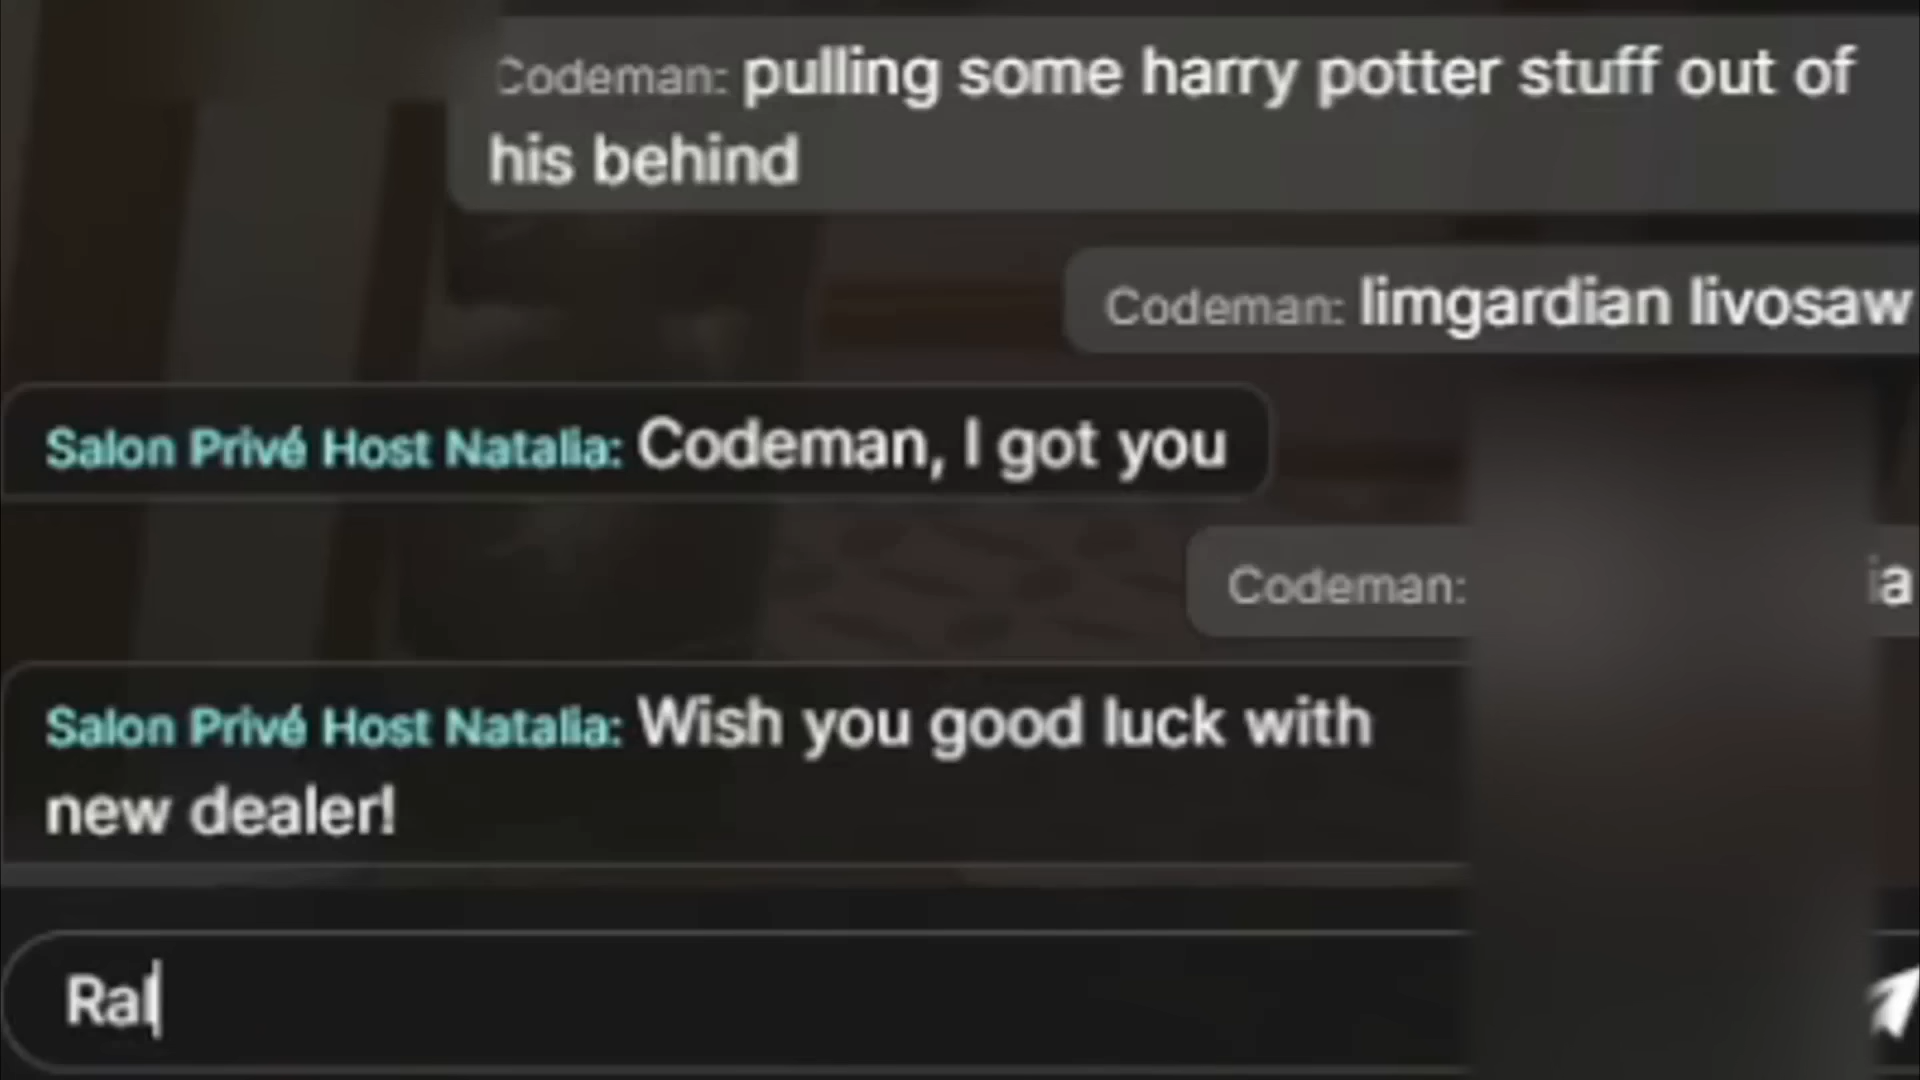 Codeman: pulling some harry potter stuff out of
his behind
Codeman: limgardian livosaw
Salon Privé Host Natalia: Codeman, I got you
Codeman: ia
Salon Privé Host Natalia: Wish you good luck with
new dealer!
Ral